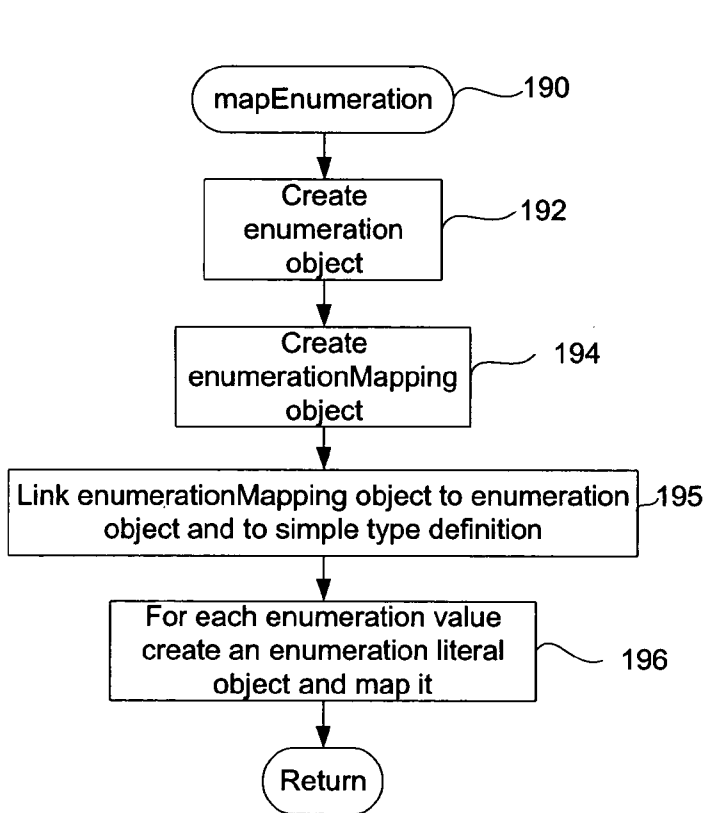 mapEnumeration
190
Create
enumeration
object
192
Create
enumerationMapping
object
194
Link enumerationMapping object to enumeration
object and to simple type definition
195
For each enumeration value
create an enumeration literal
object and map it
196
Return